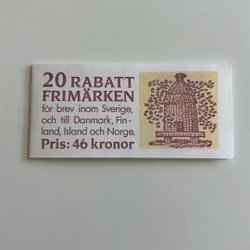 20 RABATT
FRIMÄRKEN
för brev inom Sverige,
och till Danmark, Fin-
land, Island och Norge.
Pris: 46 kronor